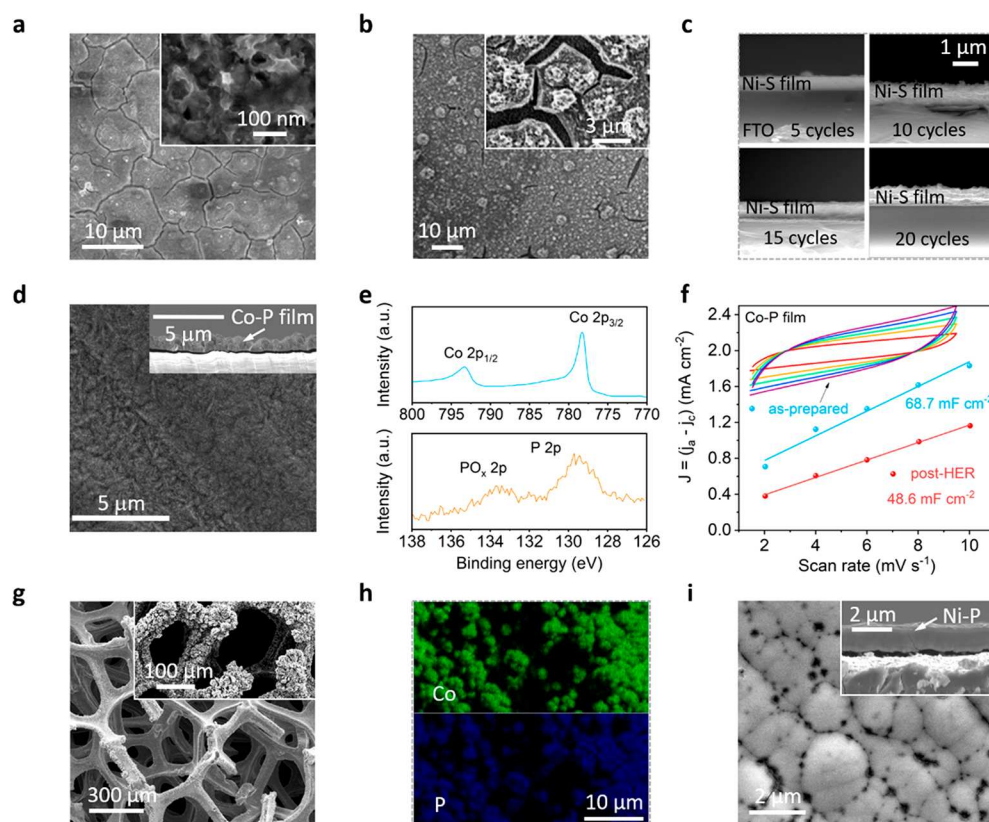 a
100 nm
10 μm
b
3 μm
10 μm
c
1 μm
Ni-S film
FTO 5 cycles
Ni-S film
10 cycles
Ni-S film
15 cycles
Ni-S film
20 cycles
d
5 μm
Co-P film
5 μm
e
Intensity (a.u.)
Co 2p1/2
Co 2p3/2
800 795 790 785 780 775 770
Intensity (a.u.)
POx 2p
P 2p
138 136 134 132 130 128 126
Binding energy (eV)
f
J = (ja - jc) (mA cm-2)
2.4
2.0
1.6
1.2
0.8
0.4
0.0
Co-P film
as-prepared
68.7 mF cm-2
post-HER
48.6 mF cm-2
2 4 6 8 10
Scan rate (mV s-1)
g
100 μm
300 μm
h
Co
P
10 μm
i
2 μm
Ni-P
2 μm